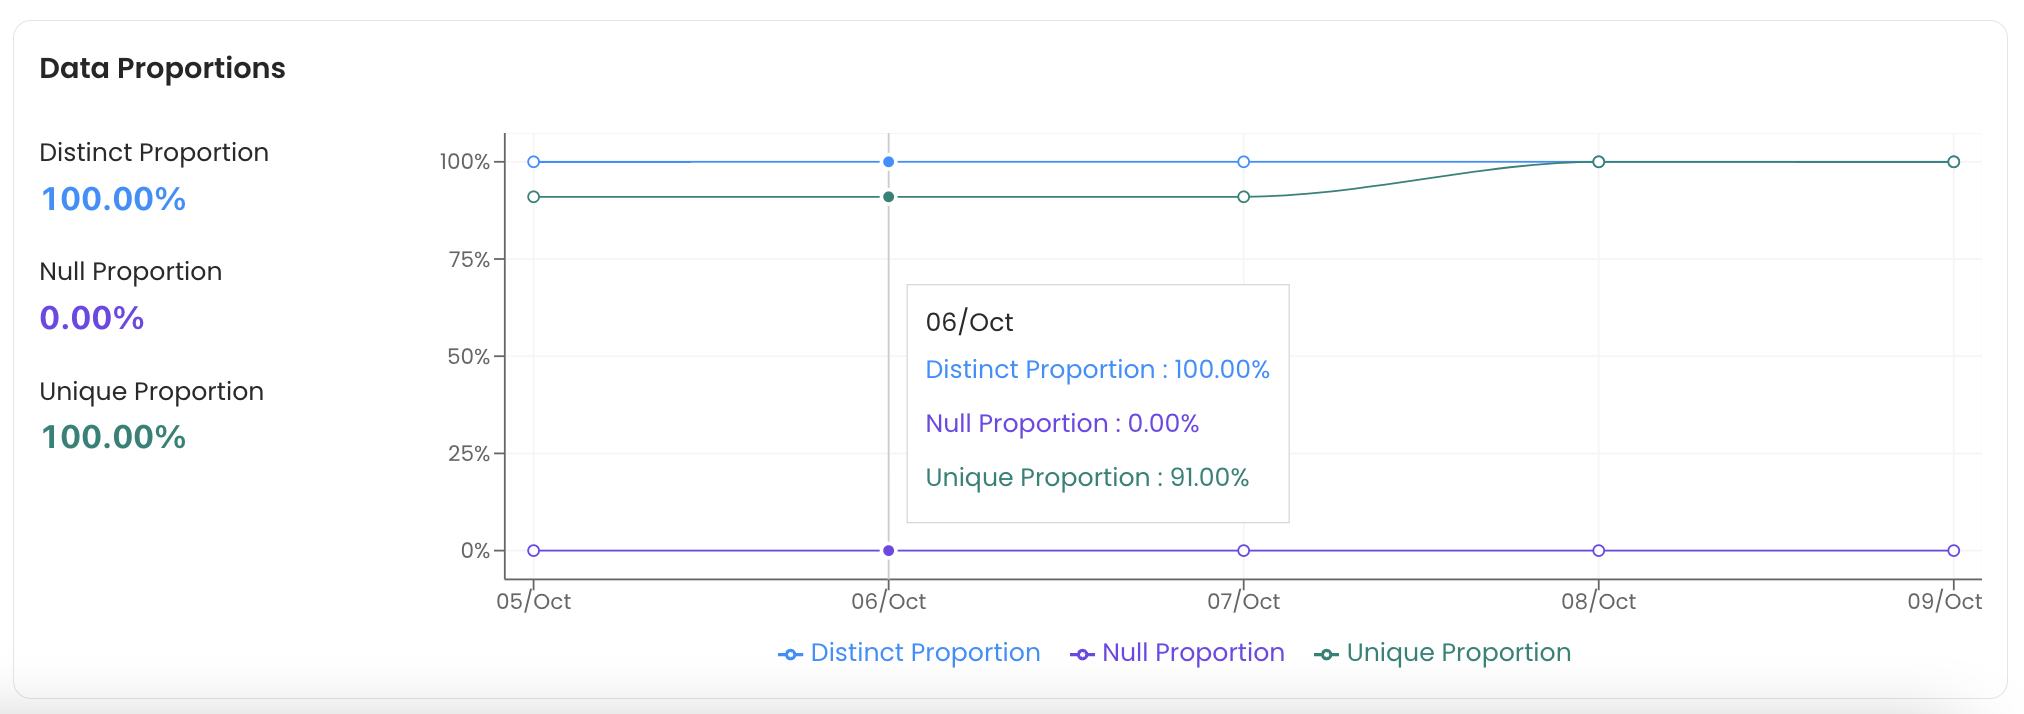 Data Proportions
Distinct Proportion
100.00%
Null Proportion
0.00%
Unique Proportion
100.00%
100%
75%
50%
25%
0%
06/Oct
Distinct Proportion : 100.00%
Null Proportion : 0.00%
Unique Proportion : 91.00%
05/Oct 06/Oct 07/Oct 08/Oct 09/Oct
Distinct Proportion Null Proportion Unique Proportion